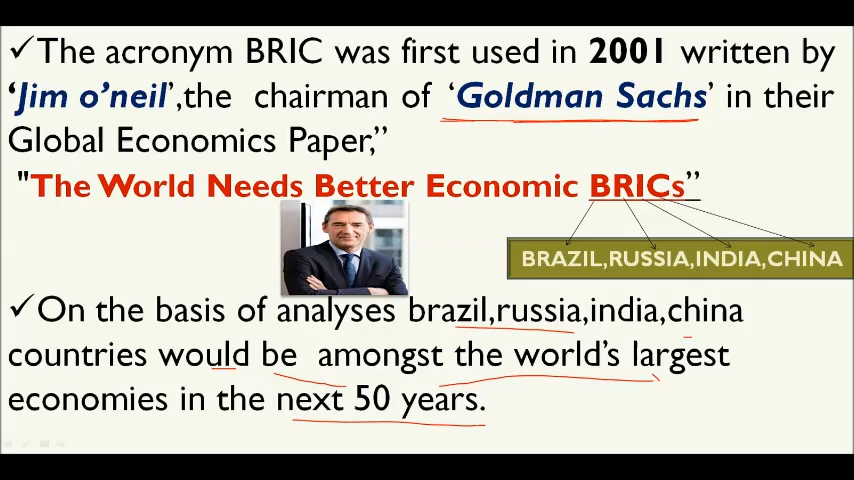 ✓The acronym BRIC was first used in 2001 written by
‘Jim o’neil’,the chairman of ‘Goldman Sachs’ in their
Global Economics Paper,”
"The World Needs Better Economic BRICs”
BRAZIL,RUSSIA,INDIA,CHINA
✓On the basis of analyses brazil,russia,india,china
countries would be amongst the world’s largest
economies in the next 50 years.